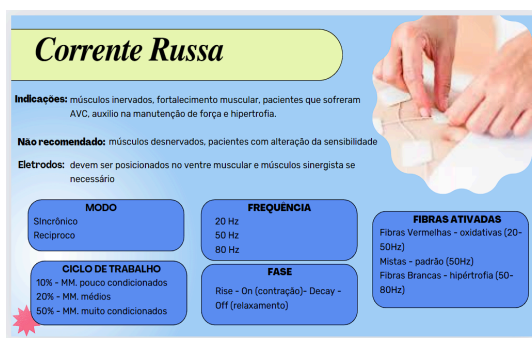 Corrente Russa
Indicações: músculos inervados, fortalecimento muscular, pacientes que sofreram
AVC, auxilio na manutenção de força e hipertrofia.
Não recomendado: músculos desnervados, pacientes com alteração da sensibilidade
Eletrodos: devem ser posicionados no ventre muscular e músculos sinergista se
necessário
MODO
SIncrônico
Reciproco
FREQUÊNCIA
20 Hz
50 Hz
80 Hz
FIBRAS ATIVADAS
Fibras Vermelhas - oxidativas (20-
50Hz)
Mistas - padrão (50Hz)
Fibras Brancas - hipértrofia (50-
80Hz)
CICLO DE TRABALHO
10% - MM. pouco condicionados
20% - MM. médios
50% - MM. muito condicionados
FASE
Rise - On (contração)- Decay -
Off (relaxamento)